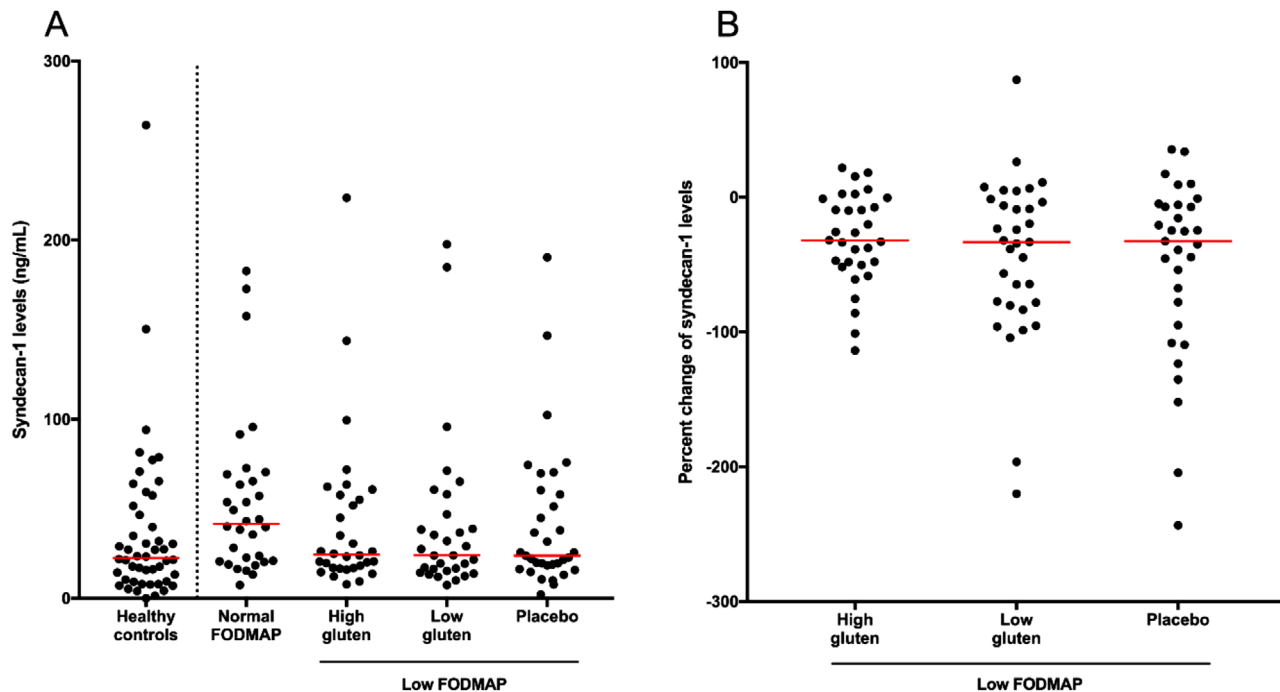 A
B
Syndecan-1 levels (ng/mL)
300
200
100
0
Healthy
controls
Normal
FODMAP
High
gluten
Low
gluten
Placebo
Low FODMAP
Percent change of syndecan-1 levels
100
0
-100
-200
-300
High
gluten
Low
gluten
Placebo
Low FODMAP